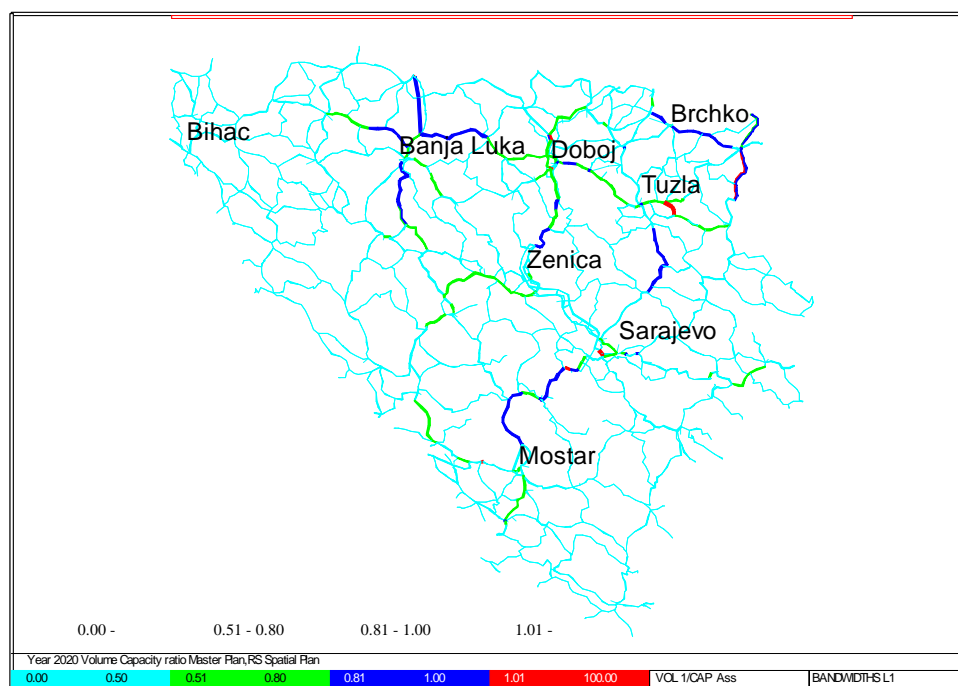 Brchko
Bihac
Banja Luka
Doboj
Tuzla
Zenica
Sarajevo
Mostar
0.00 - 0.51 - 0.80 0.81 - 1.00 1.01 -
Year 2020 Volume Capacity ratio Master Plan,RS Spatial Plan
0.00 0.50 0.51 0.80 0.81 1.00 1.01 100.00 VOL 1/CAP Ass BANDWIDTHS L1